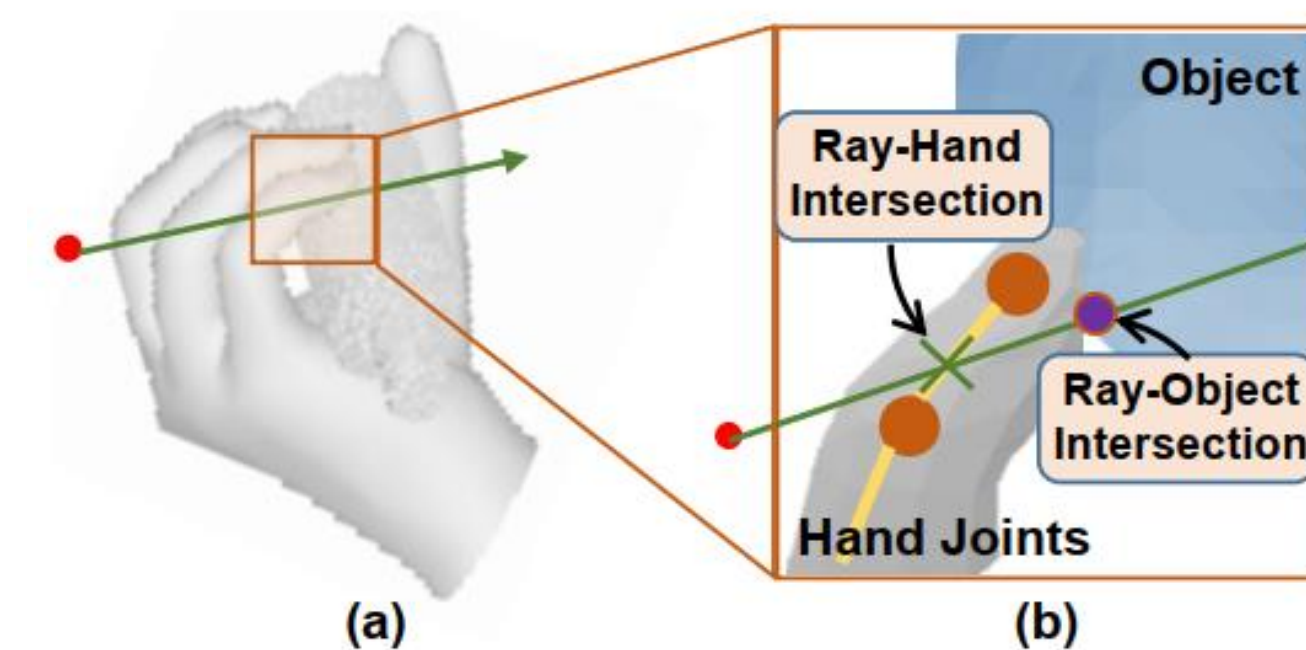 Object
Ray-Hand
Intersection
Ray-Object
Intersection
Hand Joints
(a)
(b)